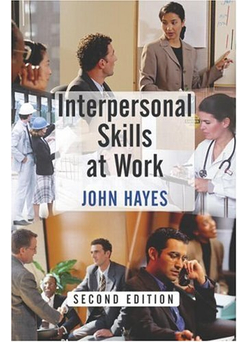 Interpersonal
Skills
at Work
JOHN HAYES
SECOND EDITION